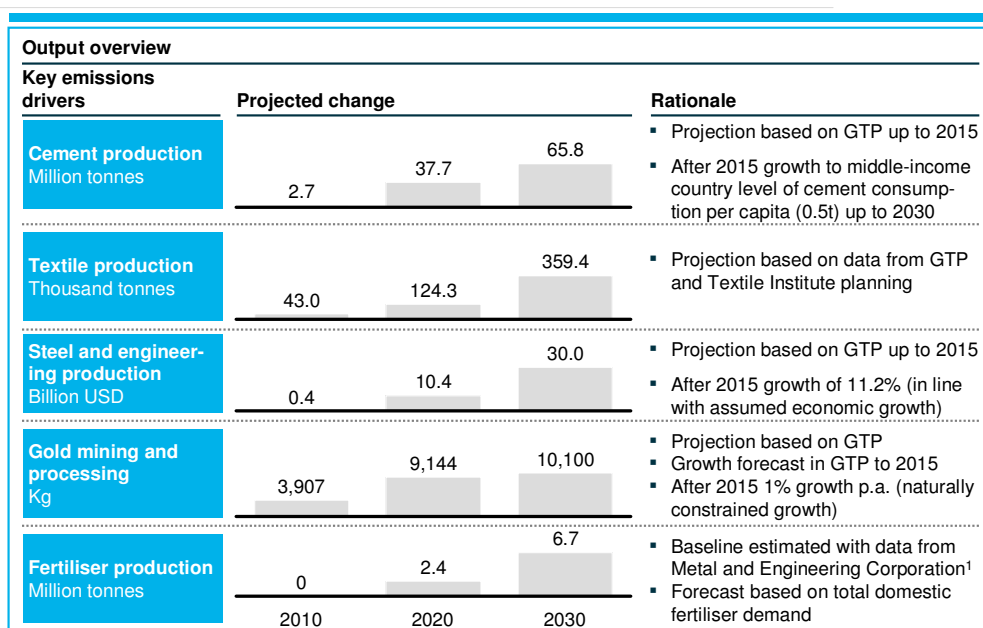 Output overview
Key emissions
drivers
Projected change
Rationale
Cement production
Million tonnes
2.7
37.7
65.8
▪ Projection based on GTP up to 2015
▪ After 2015 growth to middle-income
country level of cement consump-
tion per capita (0.5t) up to 2030
Textile production
Thousand tonnes
43.0
124.3
359.4
▪ Projection based on data from GTP
and Textile Institute planning
Steel and engineer-
ing production
Billion USD
0.4
10.4
30.0
▪ Projection based on GTP up to 2015
▪ After 2015 growth of 11.2% (in line
with assumed economic growth)
Gold mining and
processing
Kg
3,907
9,144
10,100
▪ Projection based on GTP
▪ Growth forecast in GTP to 2015
▪ After 2015 1% growth p.a. (naturally
constrained growth)
Fertiliser production
Million tonnes
0
2.4
6.7
▪ Baseline estimated with data from
Metal and Engineering Corporation¹
▪ Forecast based on total domestic
fertiliser demand
2010
2020
2030